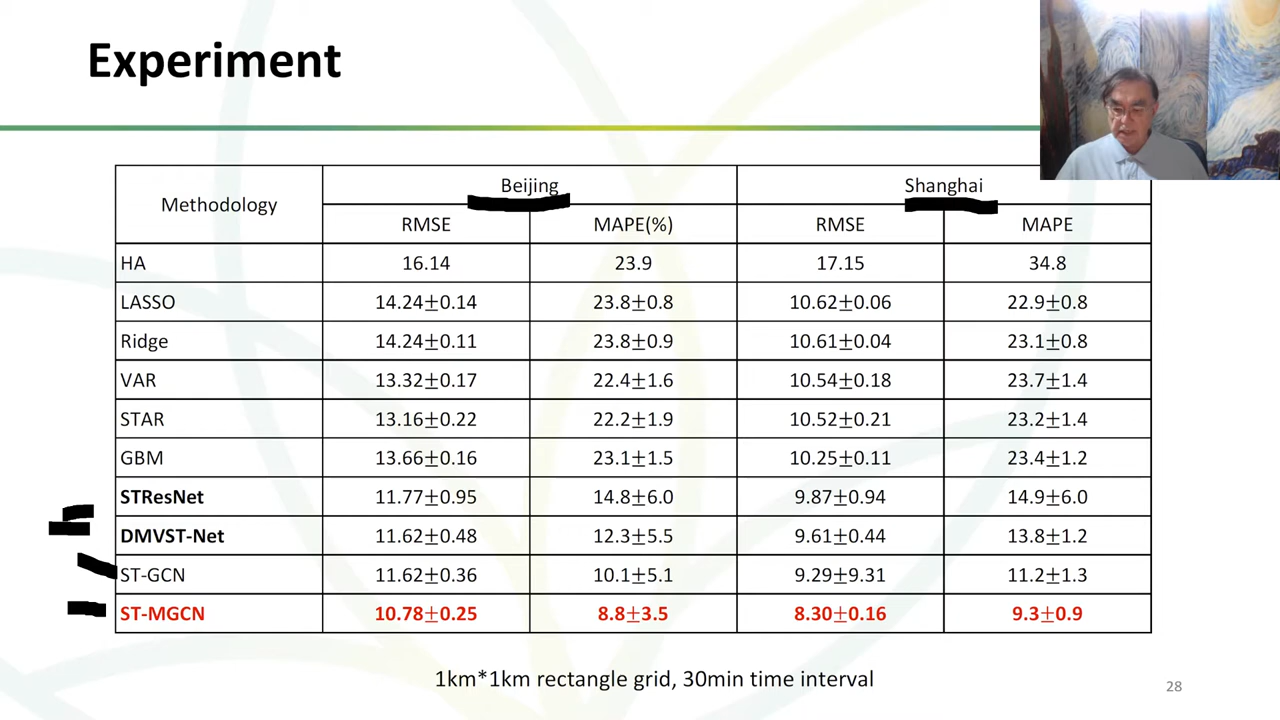 Experiment
Methodology Beijing Shanghai
RMSE MAPE(%) RMSE MAPE
HA 16.14 23.9 17.15 34.8
LASSO 14.24±0.14 23.8±0.8 10.62±0.06 22.9±0.8
Ridge 14.24±0.11 23.8±0.9 10.61±0.04 23.1±0.8
VAR 13.32±0.17 22.4±1.6 10.54±0.18 23.7±1.4
STAR 13.16±0.22 22.2±1.9 10.52±0.21 23.2±1.4
GBM 13.66±0.16 23.1±1.5 10.25±0.11 23.4±1.2
STResNet 11.77±0.95 14.8±6.0 9.87±0.94 14.9±6.0
DMVST-Net 11.62±0.48 12.3±5.5 9.61±0.44 13.8±1.2
ST-GCN 11.62±0.36 10.1±5.1 9.29±9.31 11.2±1.3
ST-MGCN 10.78±0.25 8.8±3.5 8.30±0.16 9.3±0.9
1km*1km rectangle grid, 30min time interval
28